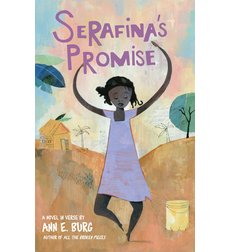 SERAFINA'S
PROMISE
A NOVEL IN VERSE BY
ANN E. BURG
AUTHOR OF ALL THE BROKEN PIECES